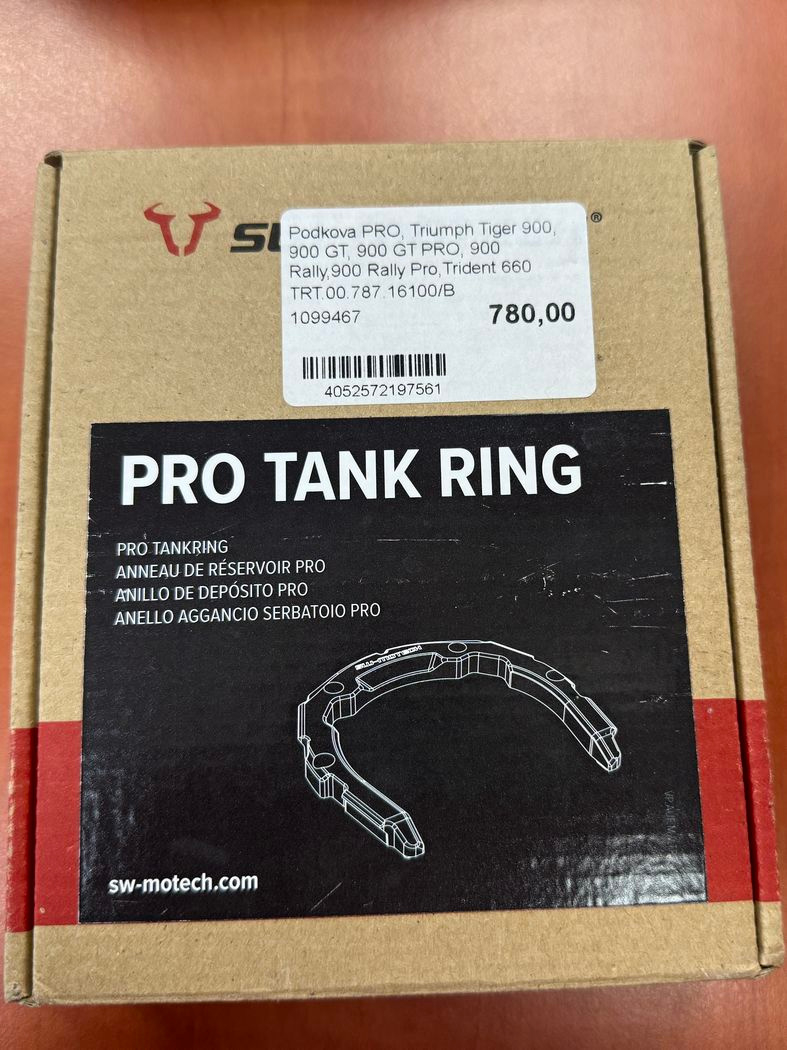 Podkova PRO, Triumph Tiger 900,
900 GT, 900 GT PRO, 900
Rally,900 Rally Pro,Trident 660
TRT.00.787.16100/B
1099467 780,00
4052572197561
PRO TANK RING
PRO TANKRING
ANNEAU DE RÉSERVOIR PRO
ANILLO DE DEPÓSITO PRO
ANELLO AGGANCIO SERBATOIO PRO
SW-MOTECH
sw-motech.com